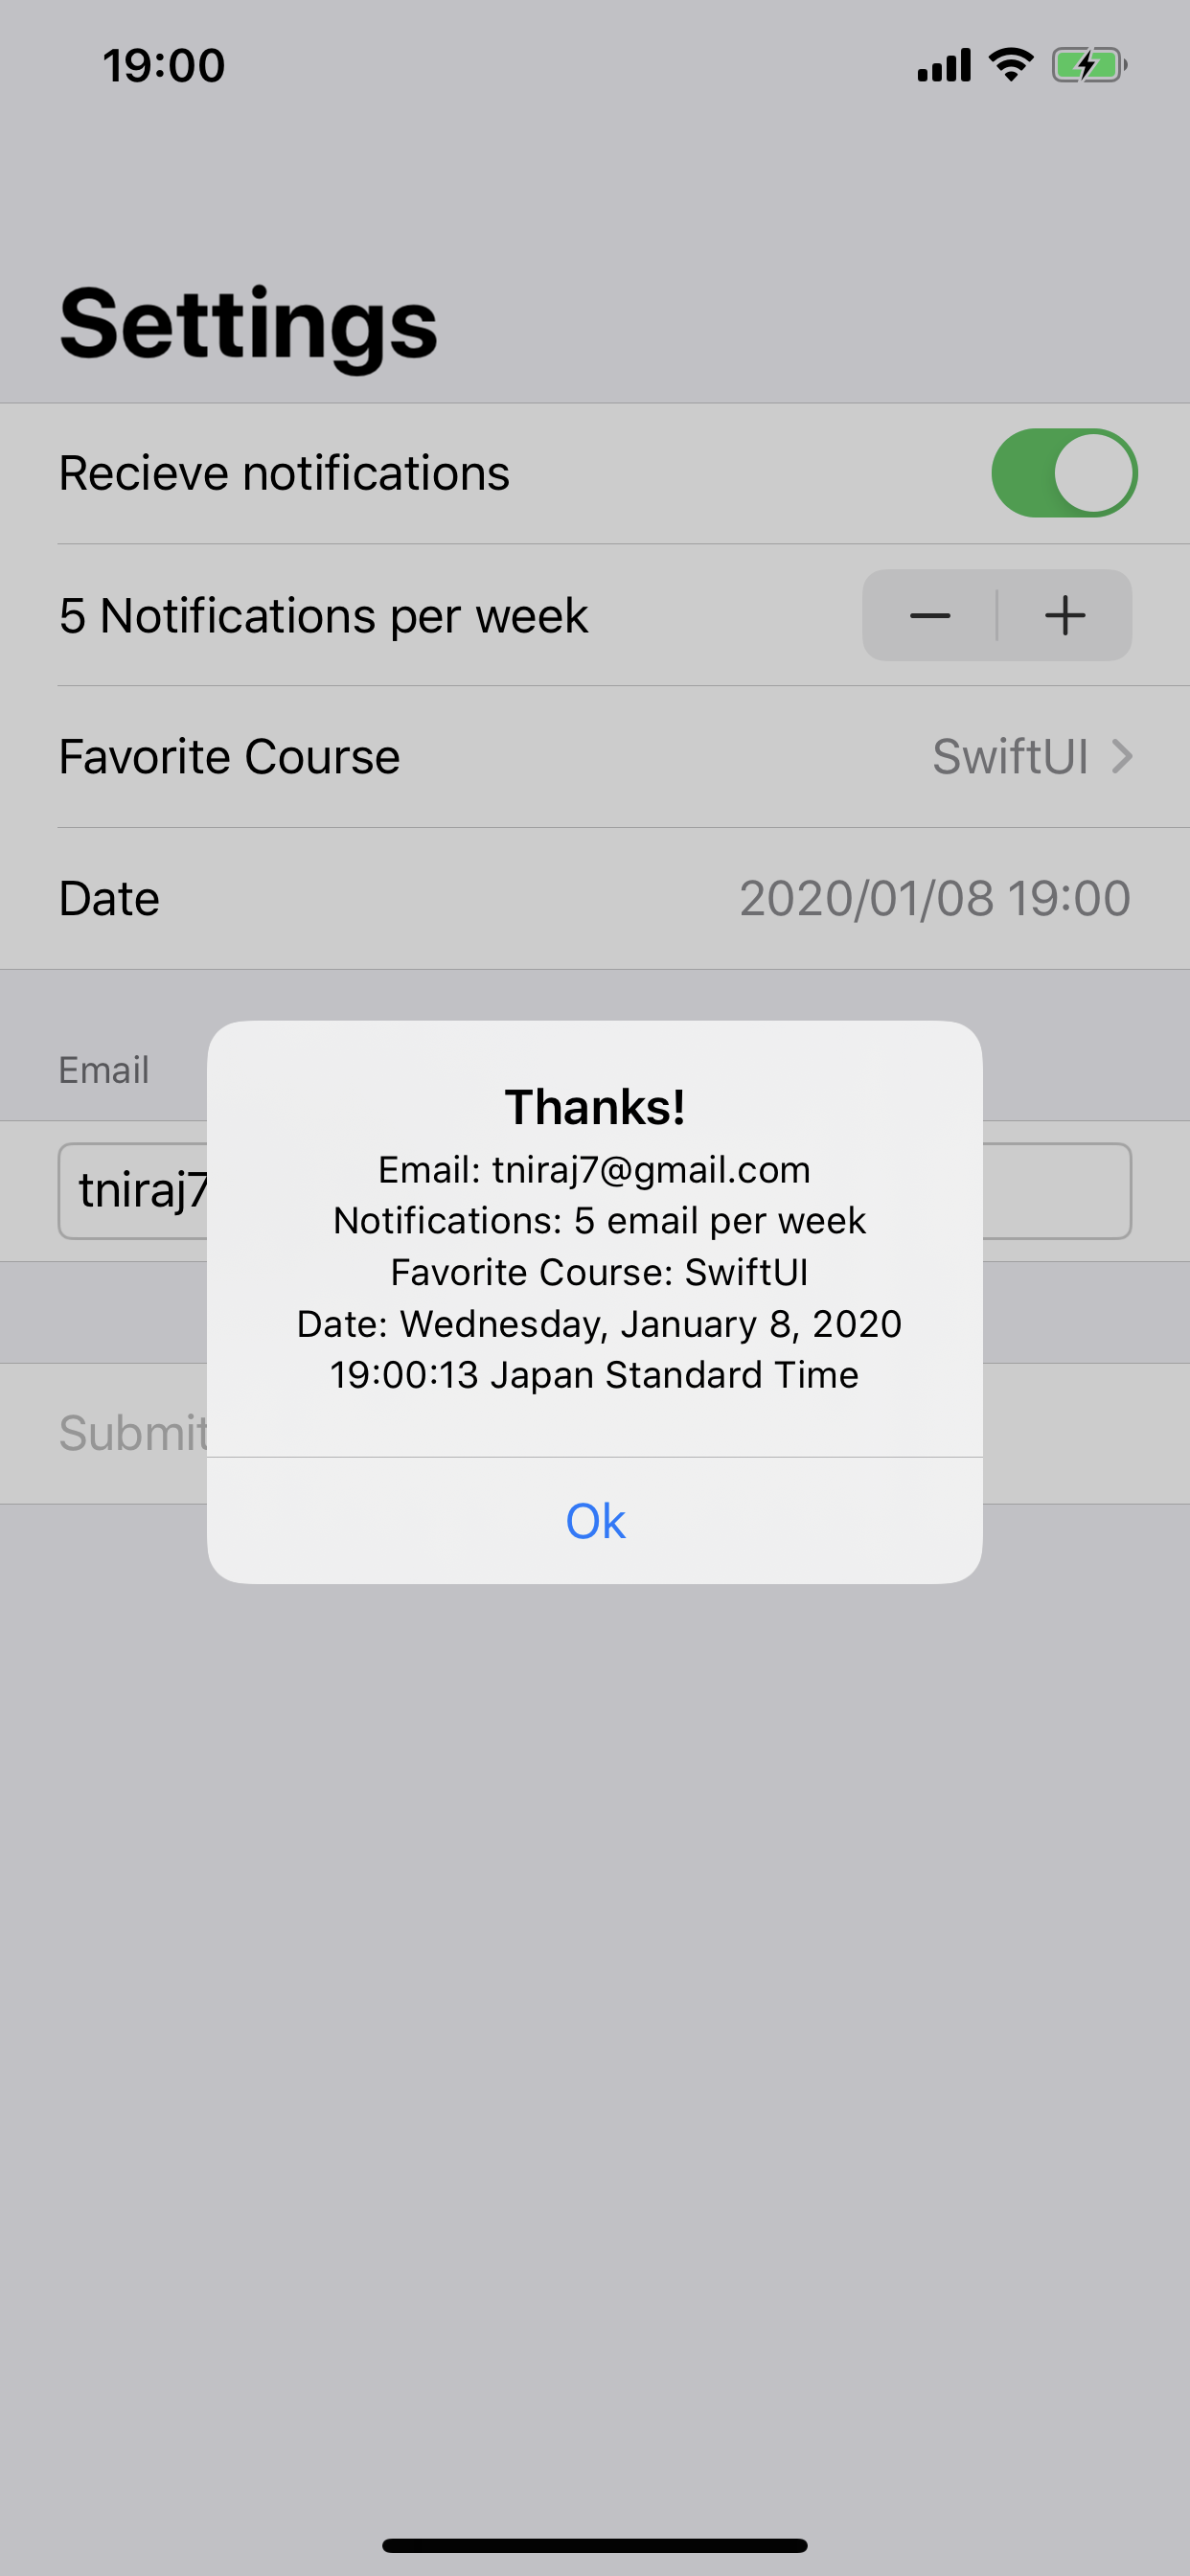 19:00
Settings
Recieve notifications
5 Notifications per week
Favorite Course SwiftUI
Date 2020/01/08 19:00
Email
tniraj7
Thanks!
Email: tniraj7@gmail.com
Notifications: 5 email per week
Favorite Course: SwiftUI
Date: Wednesday, January 8, 2020
19:00:13 Japan Standard Time
Submit
Ok